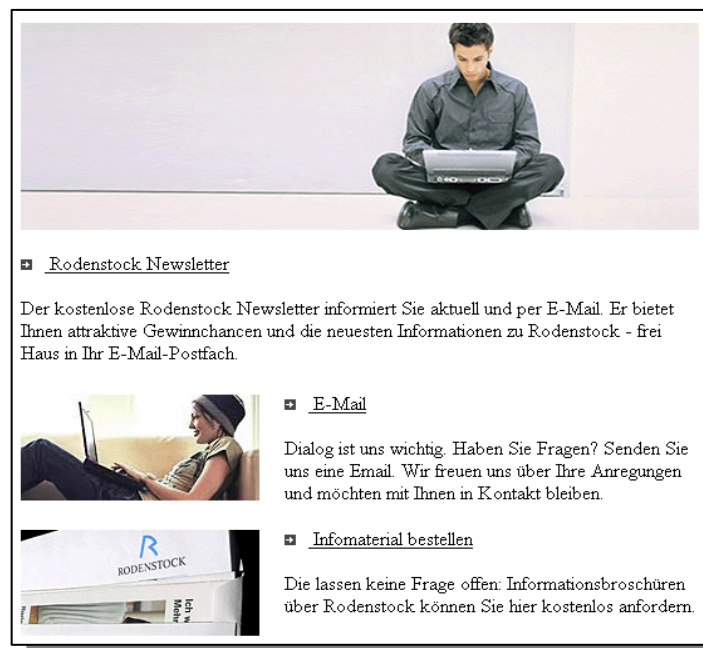 Rodenstock Newsletter
Der kostenlose Rodenstock Newsletter informiert Sie aktuell und per E-Mail. Er bietet
Ihnen attraktive Gewinnchancen und die neuesten Informationen zu Rodenstock - frei
Haus in Ihr E-Mail-Postfach.
E-Mail
Dialog ist uns wichtig. Haben Sie Fragen? Senden Sie
uns eine Email. Wir freuen uns über Ihre Anregungen
und möchten mit Ihnen in Kontakt bleiben.
R
RODENSTOCK
Ich
Infomaterial bestellen
Die lassen keine Frage offen: Informationsbroschüren
über Rodenstock können Sie hier kostenlos anfordern.